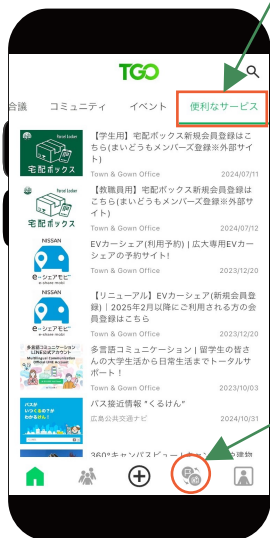 TGO
会議 コミュニティ イベント 便利なサービス
Parcel Locker
宅配ボックス
【学生用】宅配ボックス新規会員登録はこ
ちら(まいどうもメンバーズ登録※外部サイ
ト)
Town & Gown Office 2024/07/11
Parcel Locker
宅配ボックス
【教職員用】宅配ボックス新規会員登録は
こちら(まいどうもメンバーズ登録※外部サ
イト)
Town & Gown Office 2024/07/12
NISSAN
e-シェアモビ
e-share mobi
EVカーシェア(利用予約) | 広大専用EVカー
シェアの予約サイト!
Town & Gown Office 2023/12/20
NISSAN
e-シェアモビ
e-share mobi
【リニューアル】EVカーシェア(新規会員登
録) | 2025年2月以降にご利用される方の会
員登録はこちら
Town & Gown Office 2023/12/20
多言語コミュニケーション
LINE公式アカウント
多言語コミュニケーション | 留学生の皆さ
んの大学生活から日常生活までトータルサ
ポート!
Town & Gown Office 2023/10/03
バスが
いつくるの?が
わかる
バス接近情報 "くるけん"
広島公共交通ナビ 2024/10/31
360°キャンパスビュー